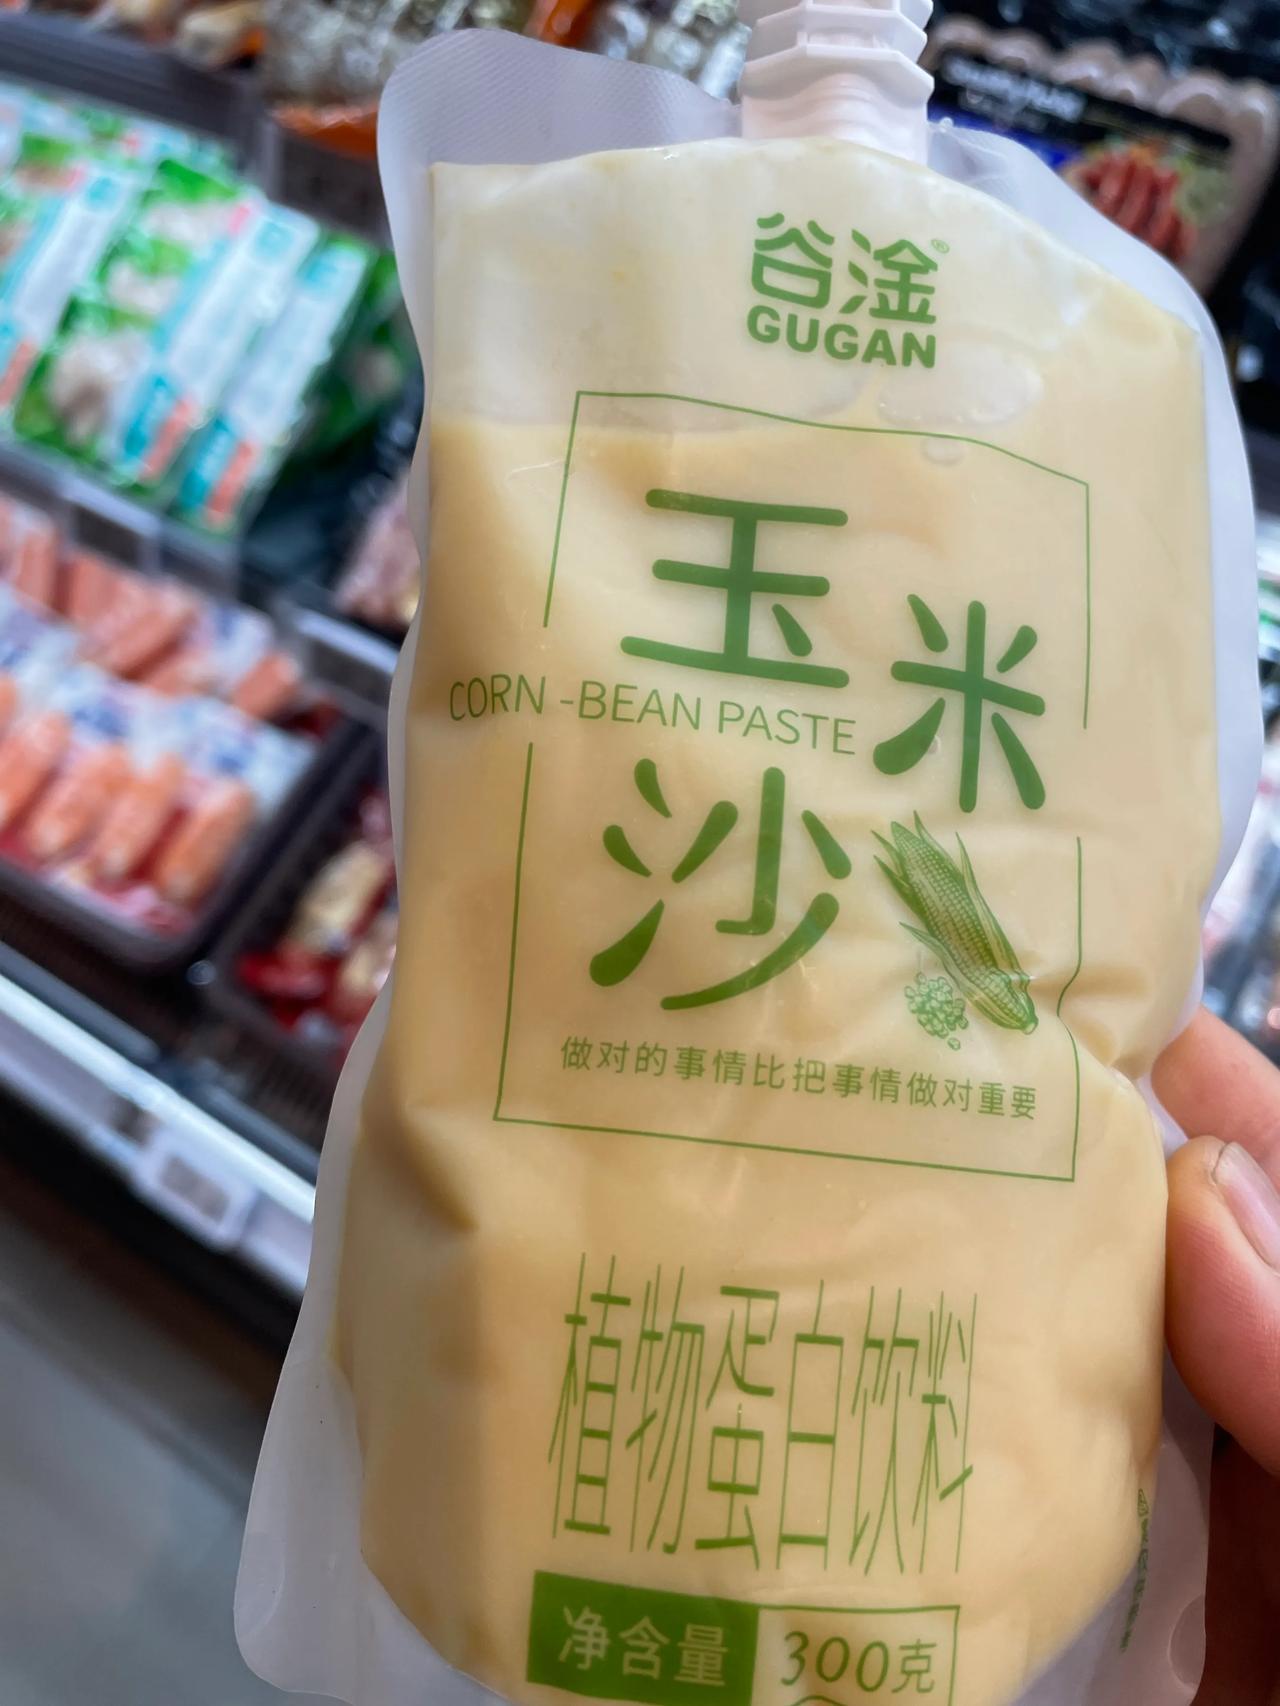 谷淦®
GUGAN
玉米
CORN -BEAN PASTE
沙
做对的事情比把事情做对重要
植物蛋白饮料
净含量 300克